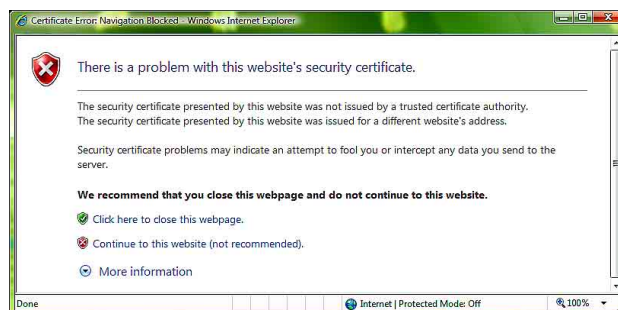 Certificate Error: Navigation Blocked - Windows Internet Explorer
There is a problem with this website's security certificate.
The security certificate presented by this website was not issued by a trusted certificate authority.
The security certificate presented by this website was issued for a different website's address.
Security certificate problems may indicate an attempt to fool you or intercept any data you send to the
server.
We recommend that you close this webpage and do not continue to this website.
Click here to close this webpage.
Continue to this website (not recommended).
More information
Done
Internet | Protected Mode: Off
100%